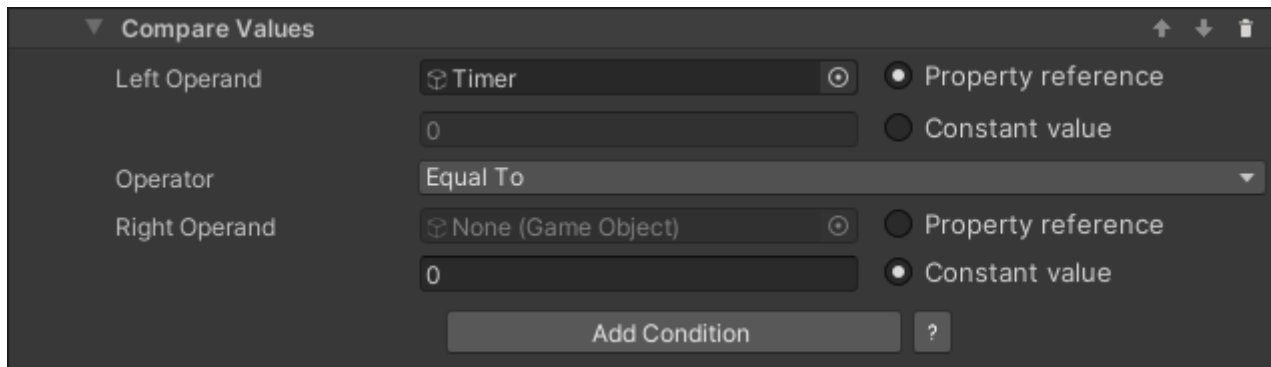 Compare Values
Left Operand Timer Property reference
0 Constant value
Operator Equal To
Right Operand None (Game Object) Property reference
0 Constant value
Add Condition ?